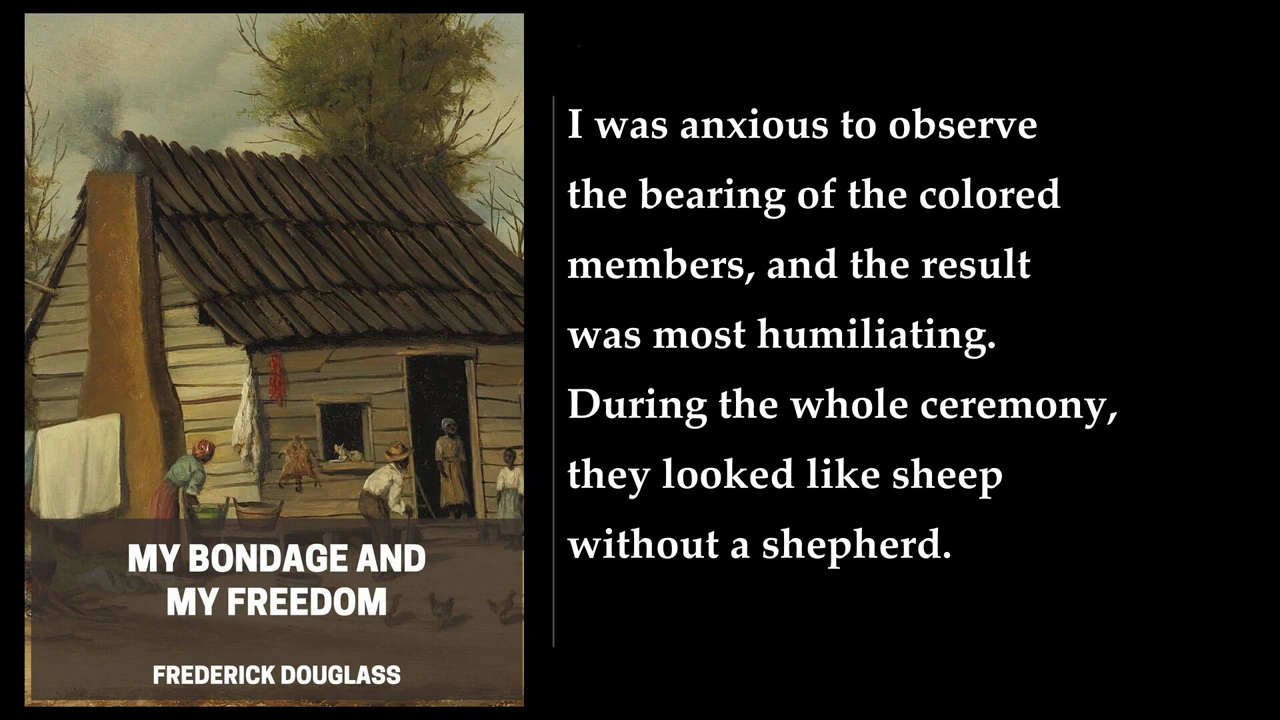 MY BONDAGE AND
MY FREEDOM
FREDERICK DOUGLASS
I was anxious to observe
the bearing of the colored
members, and the result
was most humiliating.
During the whole ceremony,
they looked like sheep
without a shepherd.